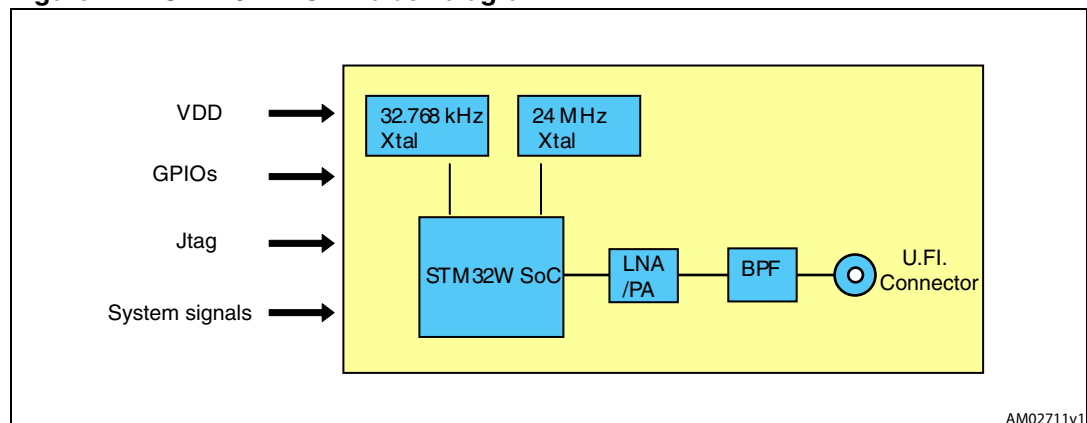 VDD
GPIOs
Jtag
System signals
32.768 kHz
Xtal
24 MHz
Xtal
STM32W SoC
LNA
/PA
BPF
U.Fl.
Connector
AM02711v1